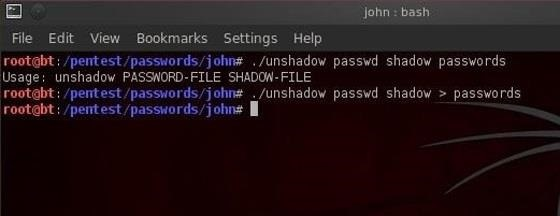 john : bash
File Edit View Bookmarks Settings Help
root@bt:/pentest/passwords/john# ./unshadow passwd shadow passwords
Usage: unshadow PASSWORD-FILE SHADOW-FILE
root@bt:/pentest/passwords/john# ./unshadow passwd shadow > passwords
root@bt:/pentest/passwords/john#